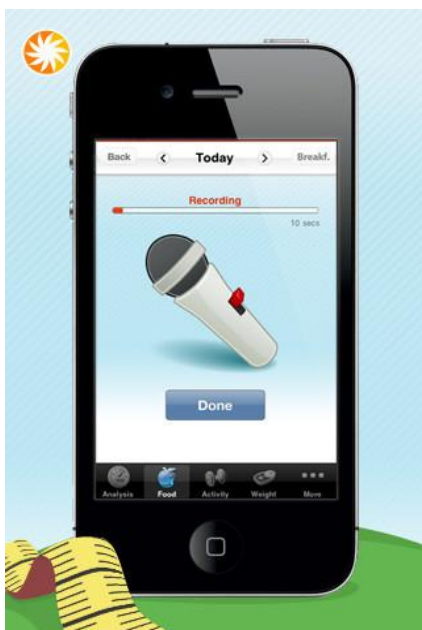 Back
Today
Breakf.
Recording
10 secs
Done
Analysis
Food
Activity
Weight
More